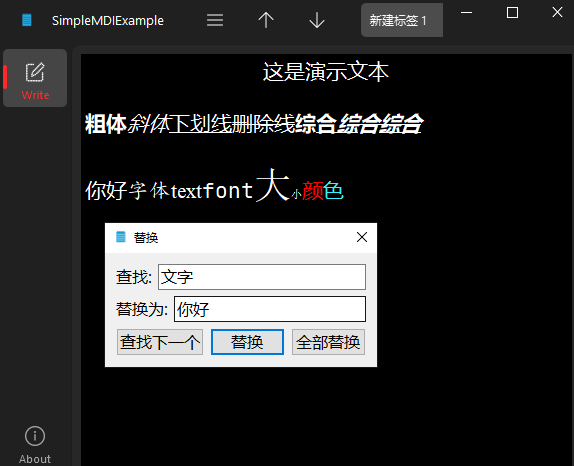 SimpleMDIExample
新建标签 1
Write
这是演示文本
粗体斜体下划线删除线综合综合综合
你好字体textfont大小颜色
替换
查找: 文字
替换为: 你好
查找下一个 替换 全部替换
About